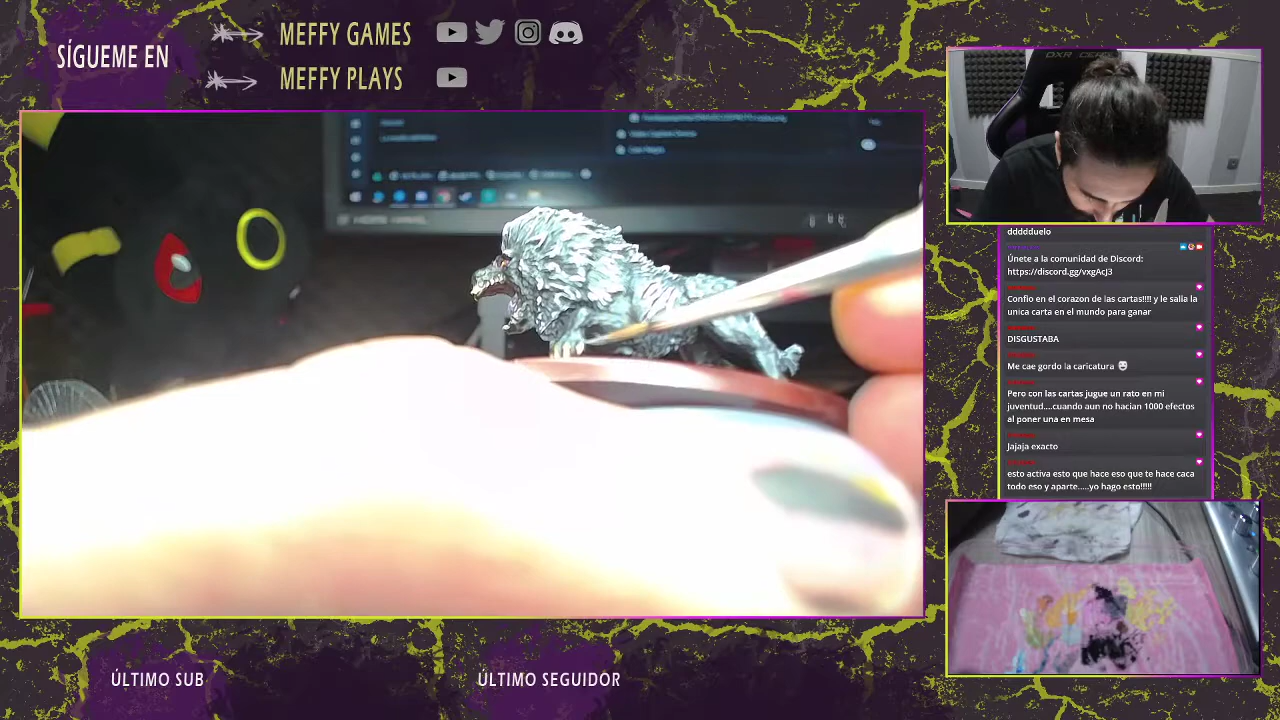 SÍGUEME EN
MEFFY GAMES
MEFFY PLAYS
DXR
ddddduelo
Únete a la comunidad de Discord:
https://discord.gg/vxgAcJ3
Confio en el corazon de las cartas!!!! y le salia la
unica carta en el mundo para ganar
DISGUSTABA
Me cae gordo la caricatura
Pero con las cartas jugue un rato en mi
juventud....cuando aun no hacian 1000 efectos
al poner una en mesa
Jajaja exacto
esto activa esto que hace eso que te hace caca
todo eso y aparte.....yo hago esto!!!!!
ÚLTIMO SUB
ÚLTIMO SEGUIDOR